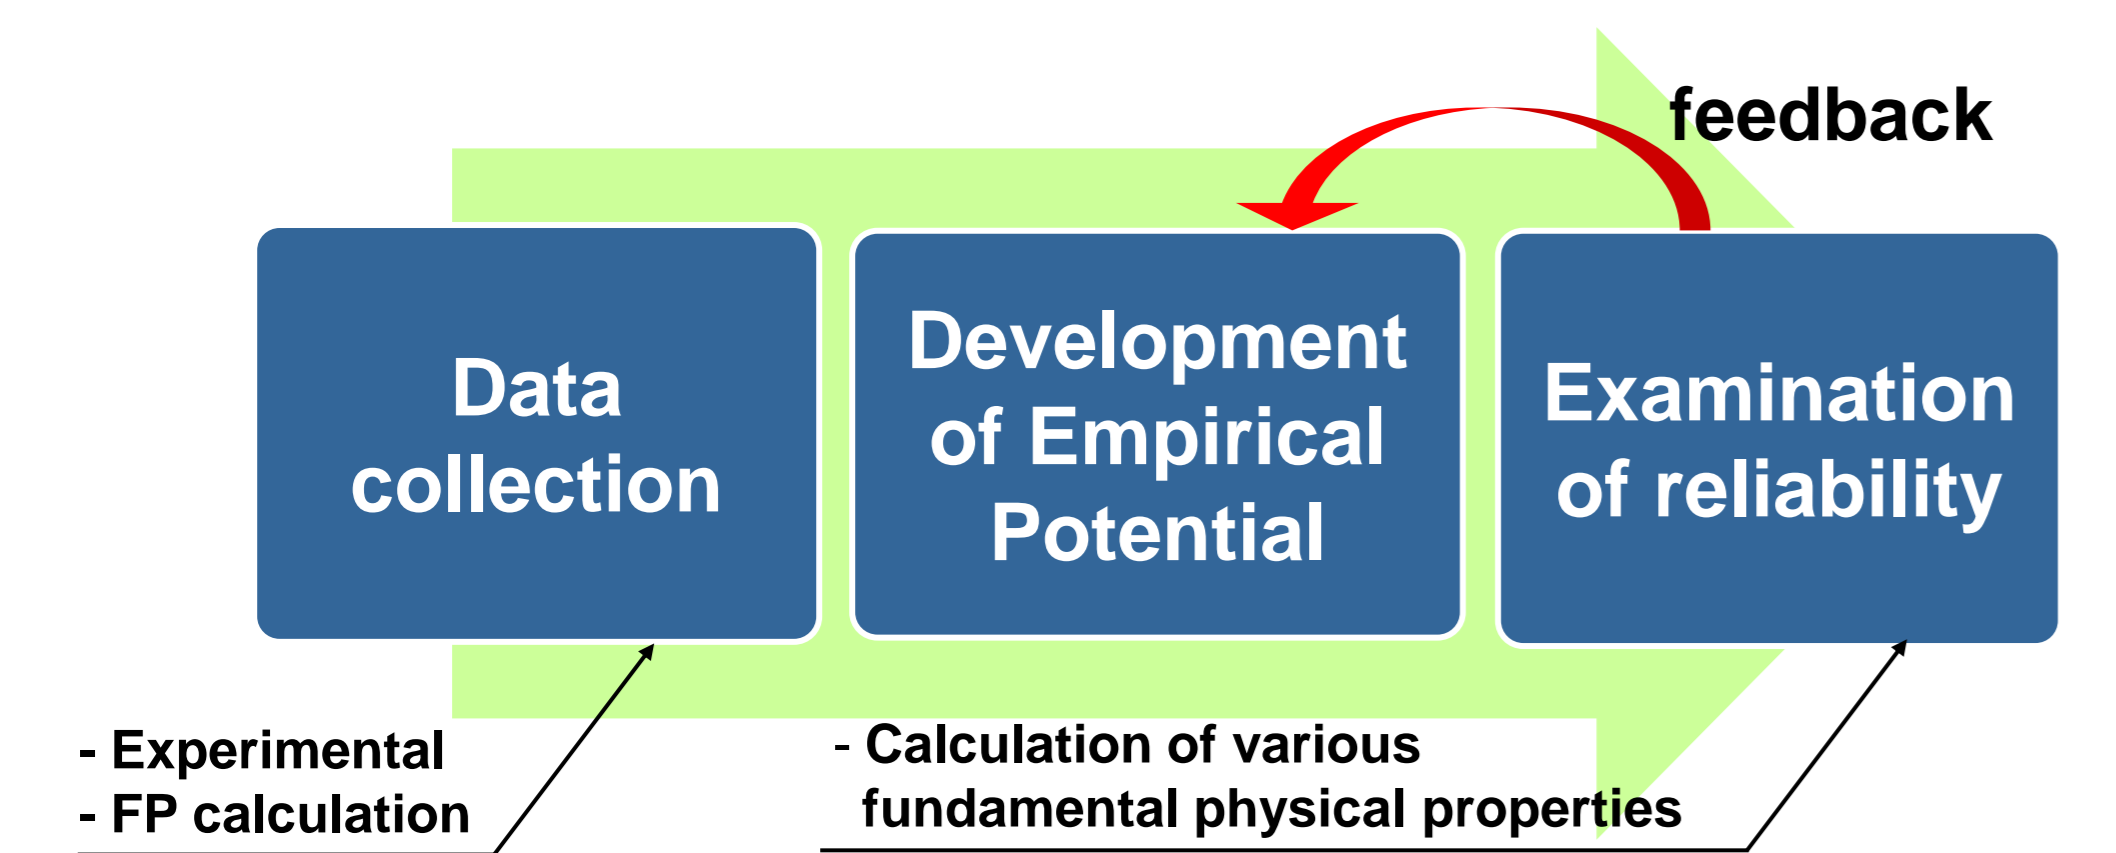 feedback
Data
collection
Development
of Empirical
Potential
Examination
of reliability
- Experimental
- FP calculation
- Calculation of various
fundamental physical properties